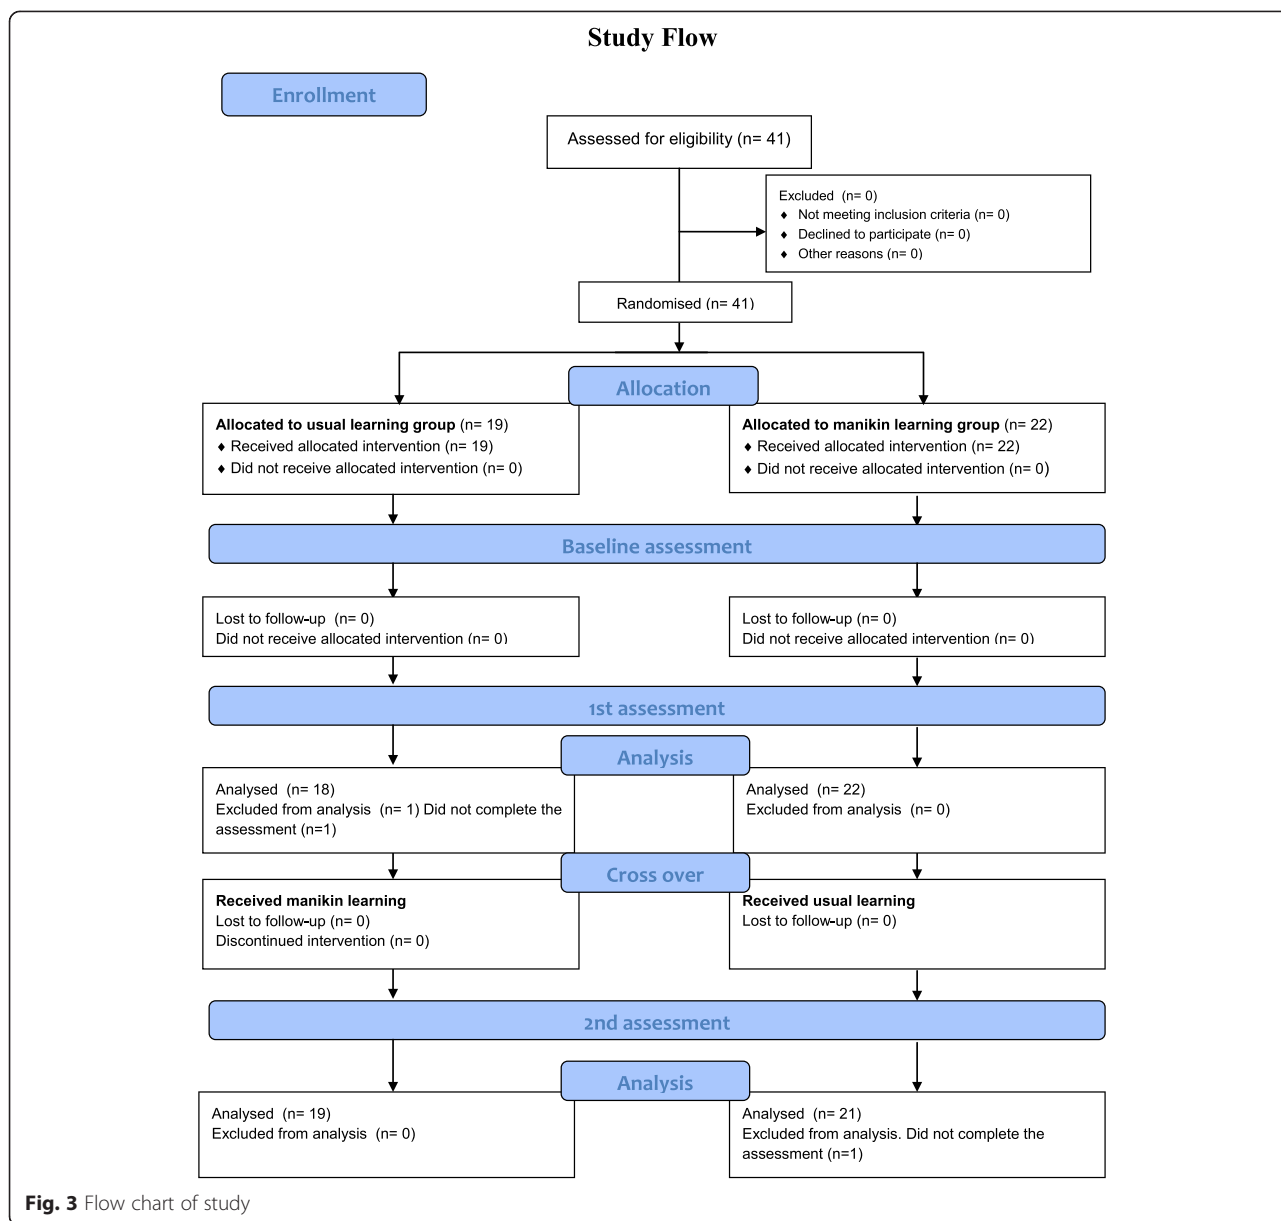 Study Flow
Enrollment
Assessed for eligibility (n= 41)
Excluded (n= 0)
♦ Not meeting inclusion criteria (n= 0)
♦ Declined to participate (n= 0)
♦ Other reasons (n= 0)
Randomised (n= 41)
Allocation
Allocated to usual learning group (n= 19)
♦ Received allocated intervention (n= 19)
♦ Did not receive allocated intervention (n= 0)
Allocated to manikin learning group (n= 22)
♦ Received allocated intervention (n= 22)
♦ Did not receive allocated intervention (n= 0)
Baseline assessment
Lost to follow-up (n= 0)
Did not receive allocated intervention (n= 0)
Lost to follow-up (n= 0)
Did not receive allocated intervention (n= 0)
1st assessment
Analysis
Analysed (n= 18)
Excluded from analysis (n= 1) Did not complete the
assessment (n=1)
Analysed (n= 22)
Excluded from analysis (n= 0)
Cross over
Received manikin learning
Lost to follow-up (n= 0)
Discontinued intervention (n= 0)
Received usual learning
Lost to follow-up (n= 0)
2nd assessment
Analysis
Analysed (n= 19)
Excluded from analysis (n= 0)
Analysed (n= 21)
Excluded from analysis. Did not complete the
assessment (n=1)
Fig. 3 Flow chart of study